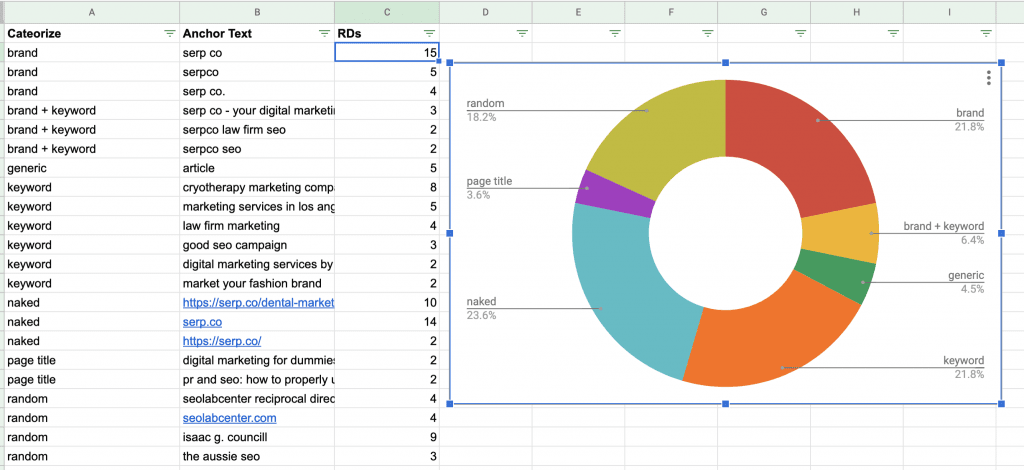 A B C D E F G H I
Cateorize Anchor Text RDs
brand serp co 15
brand serpco 5
brand serp co. 4
brand + keyword serp co - your digital marketi 3
brand + keyword serpco law firm seo 2
brand + keyword serpco seo 2
generic article 5
keyword cryotherapy marketing comp 8
keyword marketing services in los ang 5
keyword law firm marketing 4
keyword good seo campaign 3
keyword digital marketing services by 2
keyword market your fashion brand 2
naked https://serp.co/dental-market 10
naked serp.co 14
naked https://serp.co/ 2
page title digital marketing for dummies 2
page title pr and seo: how to properly u 2
random seolabcenter reciprocal direc 4
random seolabcenter.com 4
random isaac g. councill 9
random the aussie seo 3
random
18.2%
brand
21.8%
page title
3.6%
brand + keyword
6.4%
generic
4.5%
naked
23.6%
keyword
21.8%